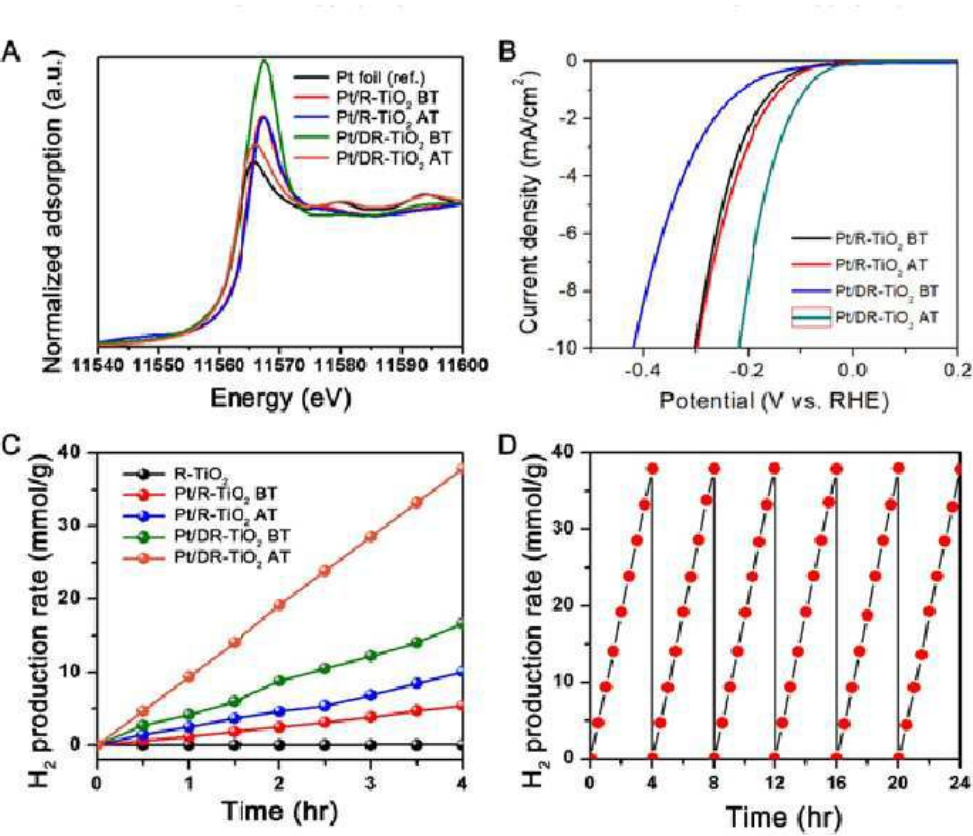 A
Normalized adsorption (a.u.)
Pt foil (ref.)
Pt/R-TiO₂ BT
Pt/R-TiO₂ AT
Pt/DR-TiO₂ BT
Pt/DR-TiO₂ AT
11540 11550 11560 11570 11580 11590 11600
Energy (eV)
B
Current density (mA/cm²)
0
-2
-4
-6
-8
-10
Pt/R-TiO₂ BT
Pt/R-TiO₂ AT
Pt/DR-TiO₂ BT
Pt/DR-TiO₂ AT
-0.4 -0.2 0.0 0.2
Potential (V vs. RHE)
C
H₂ production rate (mmol/g)
40
30
20
10
0
R-TiO₂
Pt/R-TiO₂ BT
Pt/R-TiO₂ AT
Pt/DR-TiO₂ BT
Pt/DR-TiO₂ AT
0 1 2 3 4
Time (hr)
D
H₂ production rate (mmol/g)
40
30
20
10
0
0 4 8 12 16 20 24
Time (hr)